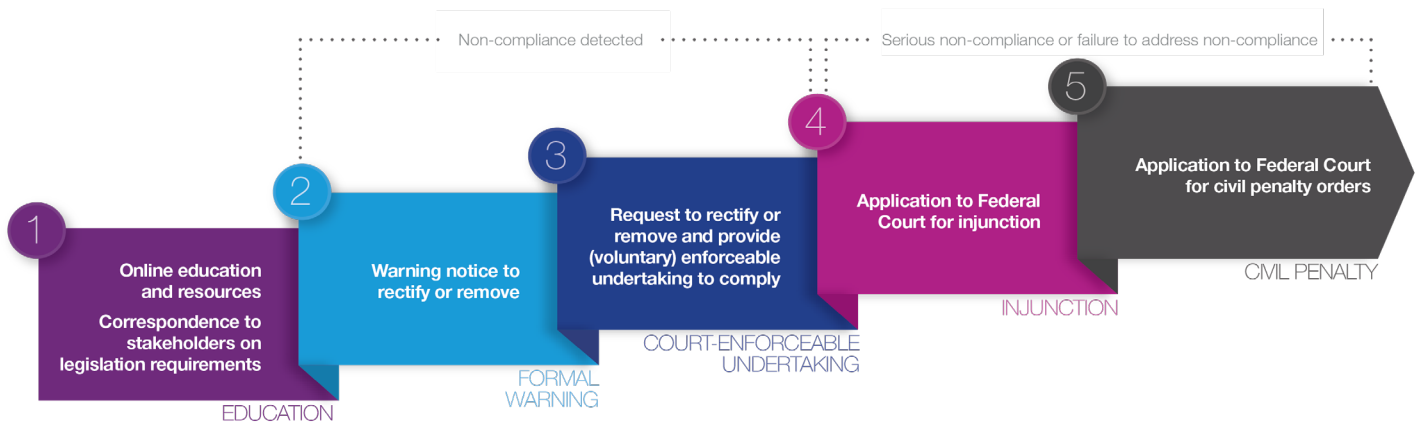 Non-compliance detected
Serious non-compliance or failure to address non-compliance
1
Online education
and resources
Correspondence to
stakeholders on
legislation requirements
EDUCATION
2
Warning notice to
rectify or remove
FORMAL
WARNING
3
Request to rectify or
remove and provide
(voluntary) enforceable
undertaking to comply
COURT-ENFORCEABLE
UNDERTAKING
4
Application to Federal
Court for injunction
INJUNCTION
5
Application to Federal Court
for civil penalty orders
CIVIL PENALTY